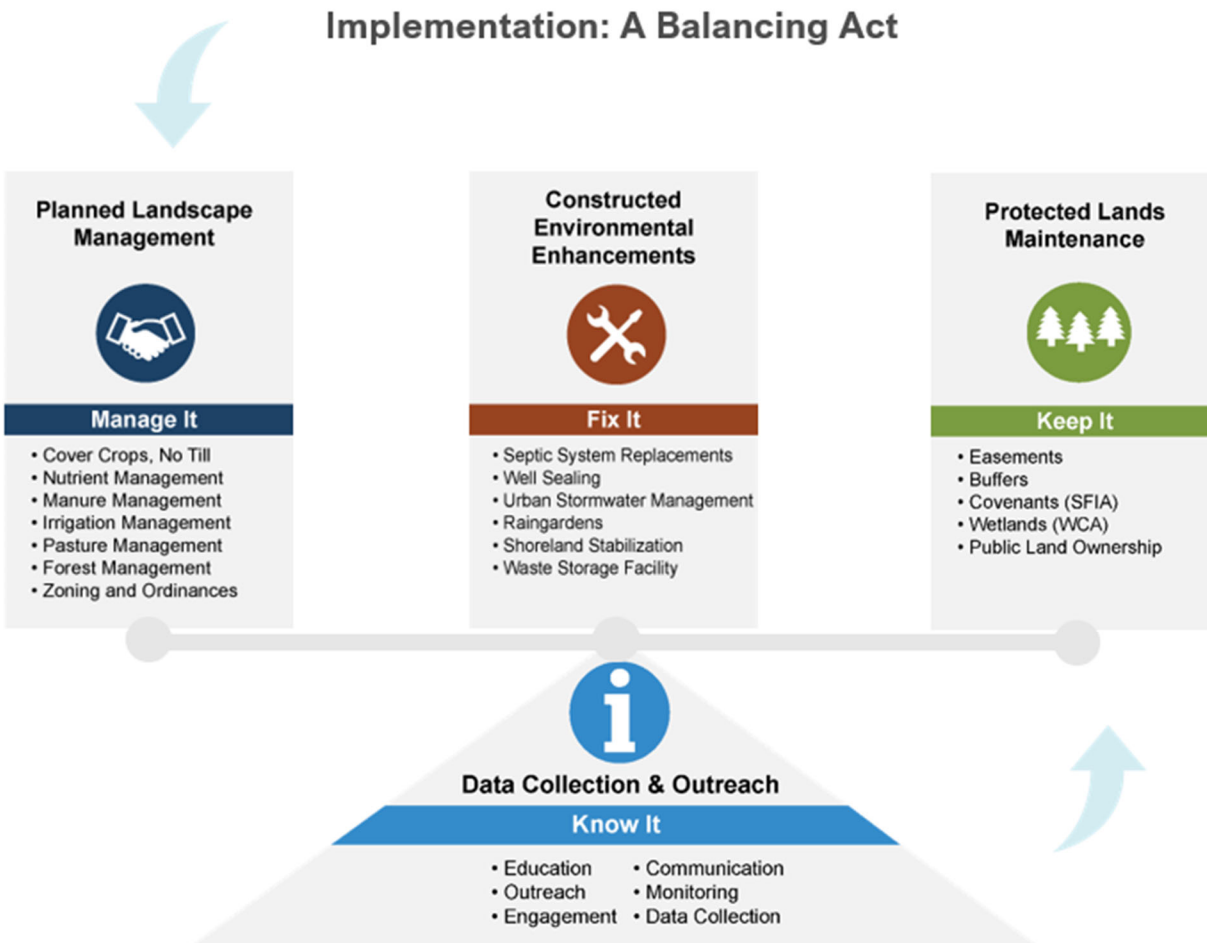 Implementation: A Balancing Act
Planned Landscape
Management
Manage It
• Cover Crops, No Till
• Nutrient Management
• Manure Management
• Irrigation Management
• Pasture Management
• Forest Management
• Zoning and Ordinances
Constructed
Environmental
Enhancements
Fix It
• Septic System Replacements
• Well Sealing
• Urban Stormwater Management
• Raingardens
• Shoreland Stabilization
• Waste Storage Facility
Protected Lands
Maintenance
Keep It
• Easements
• Buffers
• Covenants (SFIA)
• Wetlands (WCA)
• Public Land Ownership
i
Data Collection & Outreach
Know It
• Education
• Outreach
• Engagement
• Communication
• Monitoring
• Data Collection